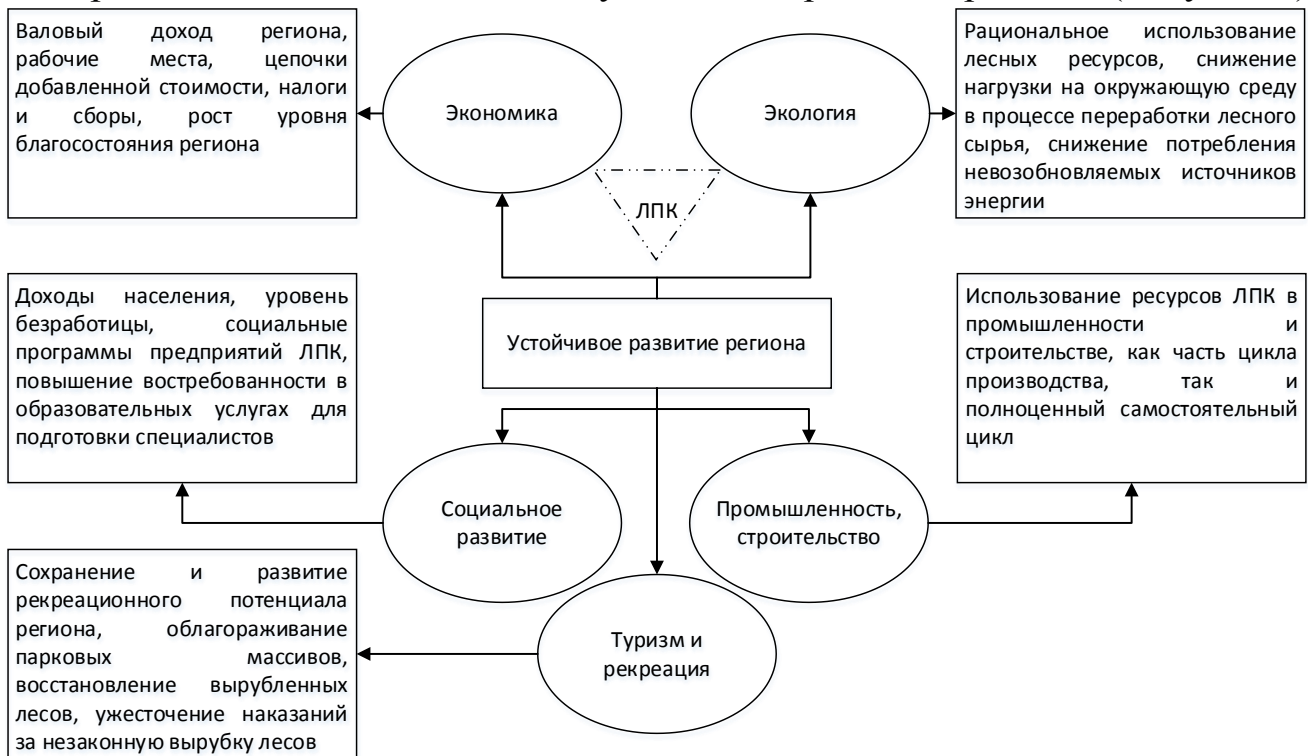 Валовый доход региона,
рабочие места, цепочки
добавленной стоимости, налоги
и сборы, рост уровня
благосостояния региона
Экономика
Экология
Рациональное использование
лесных ресурсов, снижение
нагрузки на окружающую среду
в процессе переработки лесного
сырья, снижение потребления
невозобновляемых источников
энергии
ЛПК
Доходы населения, уровень
безработицы, социальные
программы предприятий ЛПК,
повышение востребованности в
образовательных услугах для
подготовки специалистов
Устойчивое развитие региона
Использование ресурсов ЛПК в
промышленности и
строительстве, как часть цикла
производства, так и
полноценный самостоятельный
цикл
Социальное
развитие
Промышленность,
строительство
Сохранение и развитие
рекреационного потенциала
региона, облагораживание
парковых массивов,
восстановление вырубленных
лесов, ужесточение наказаний
за незаконную вырубку лесов
Туризм и
рекреация